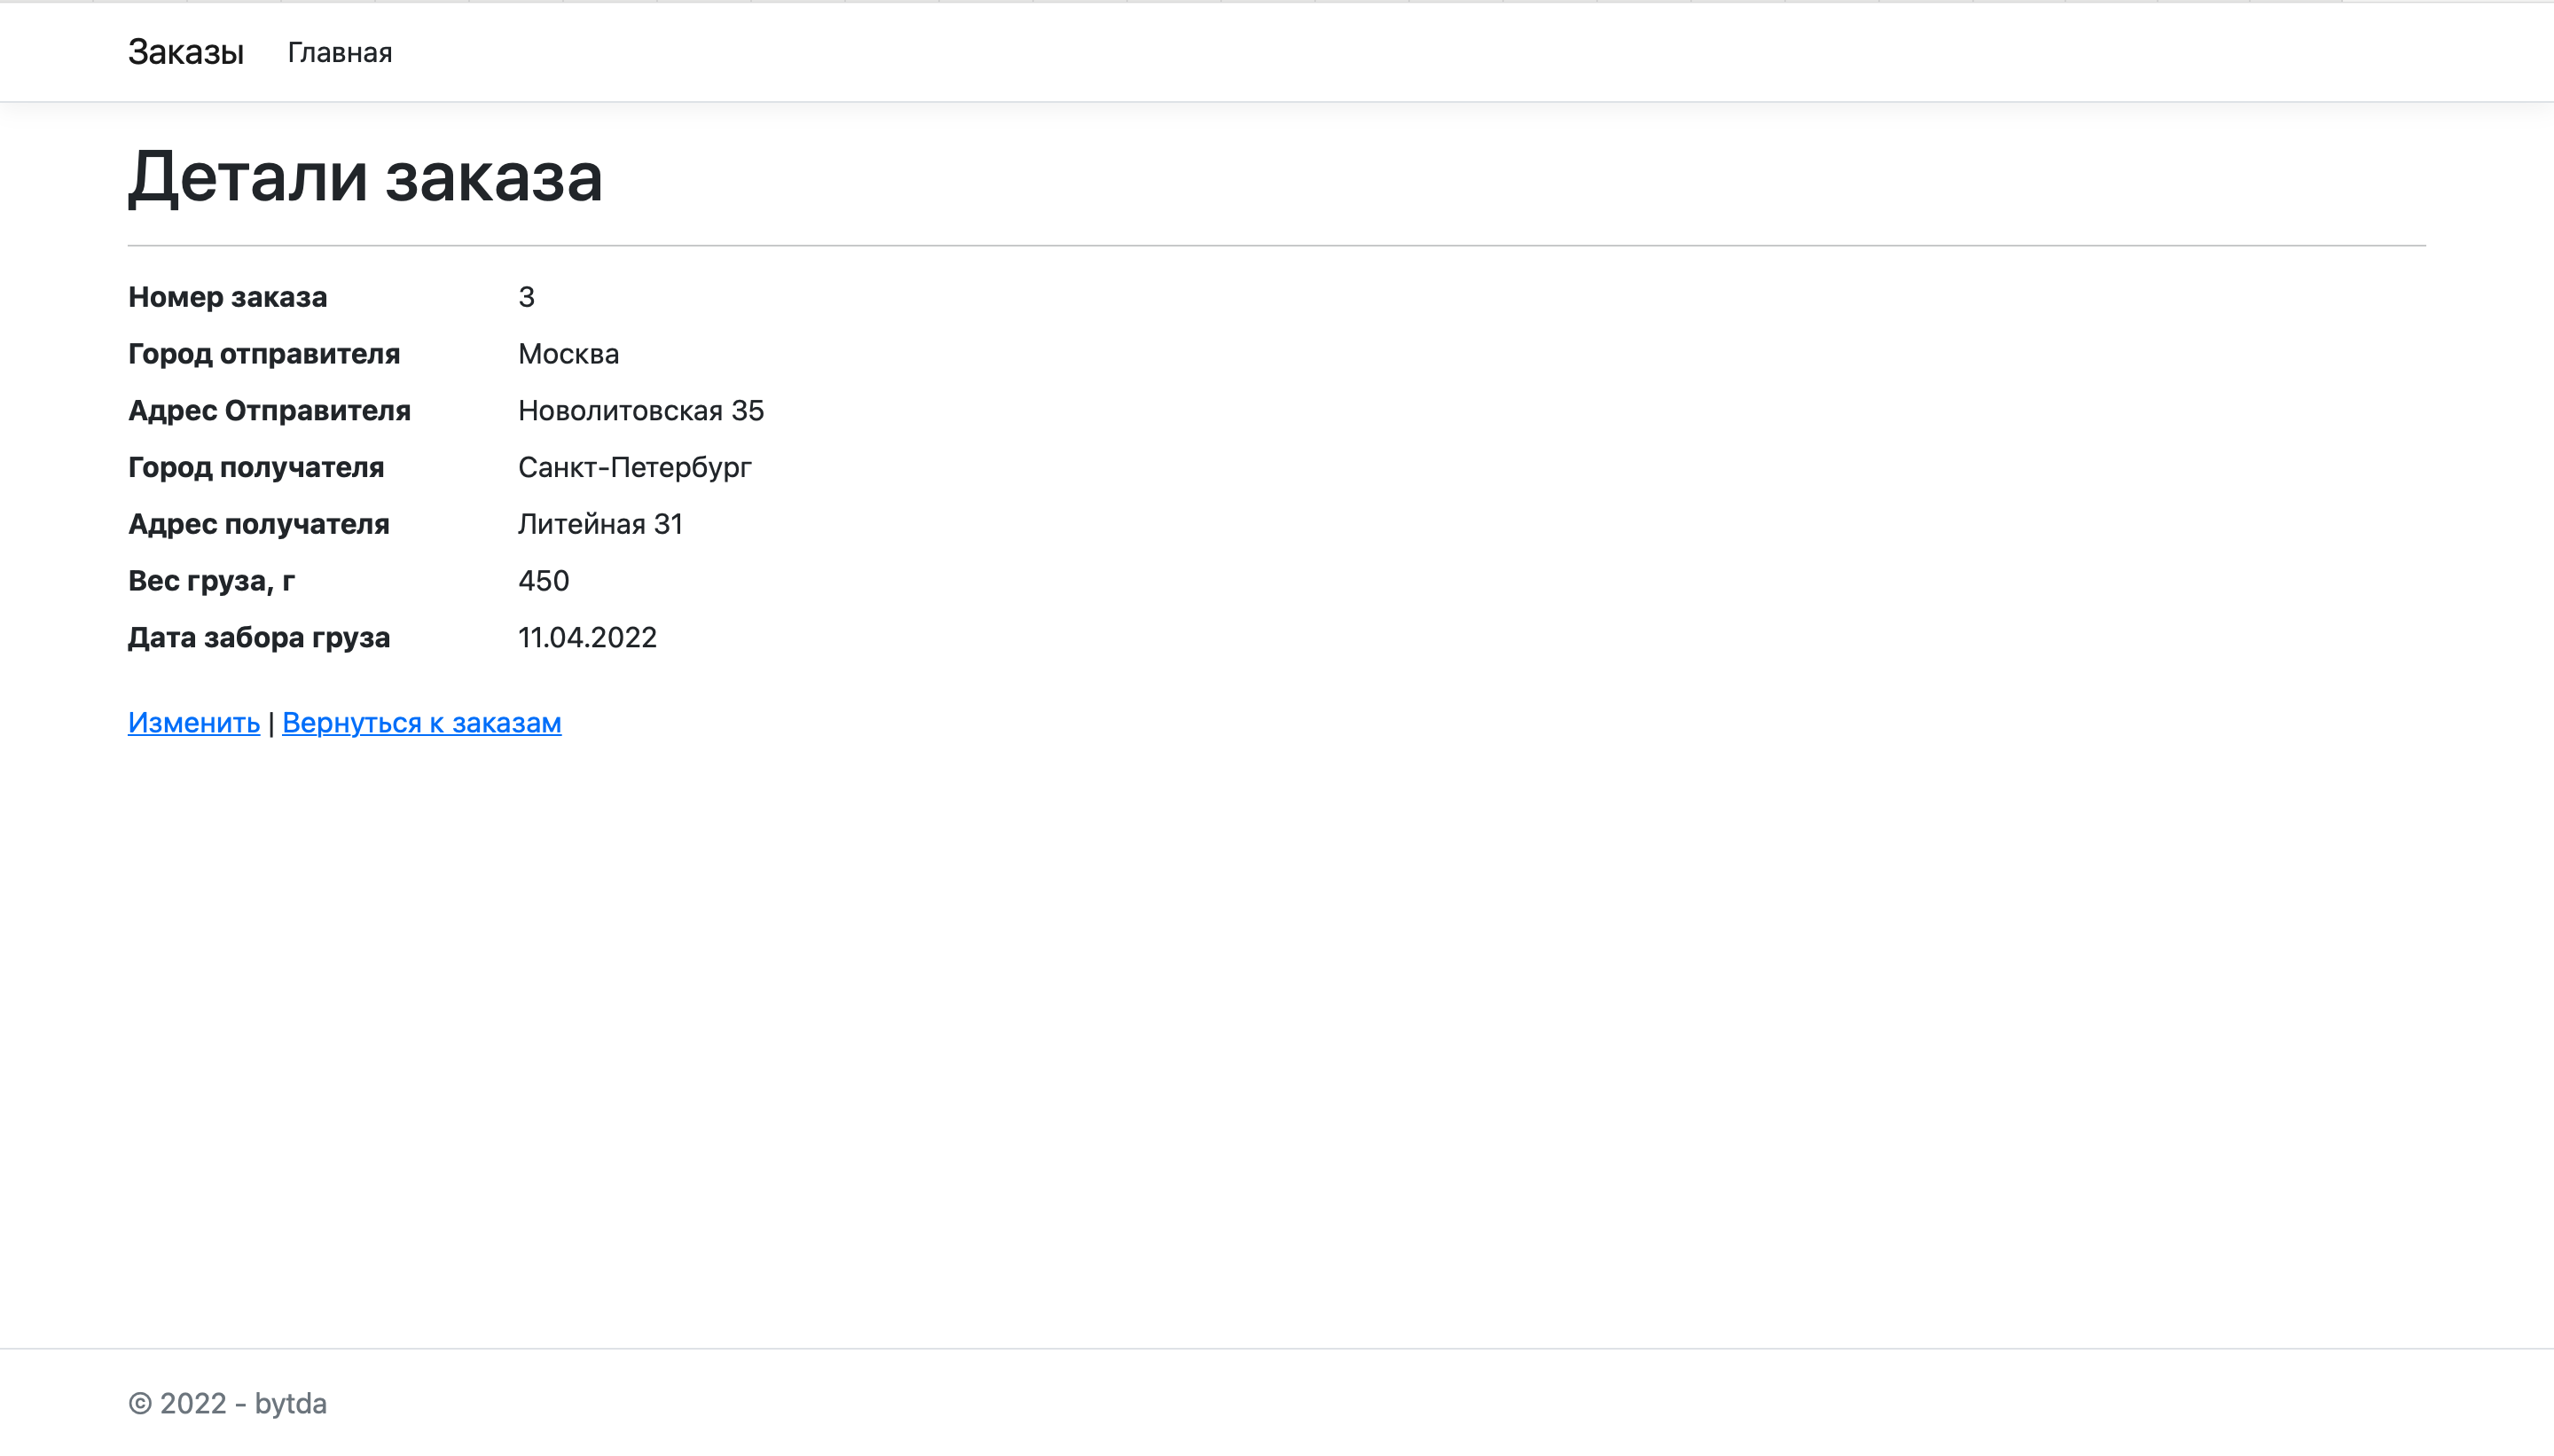 Заказы Главная
Детали заказа
Номер заказа 3
Город отправителя Москва
Адрес Отправителя Новолитовская 35
Город получателя Санкт-Петербург
Адрес получателя Литейная 31
Вес груза, г 450
Дата забора груза 11.04.2022
Изменить | Вернуться к заказам
© 2022 - bytda